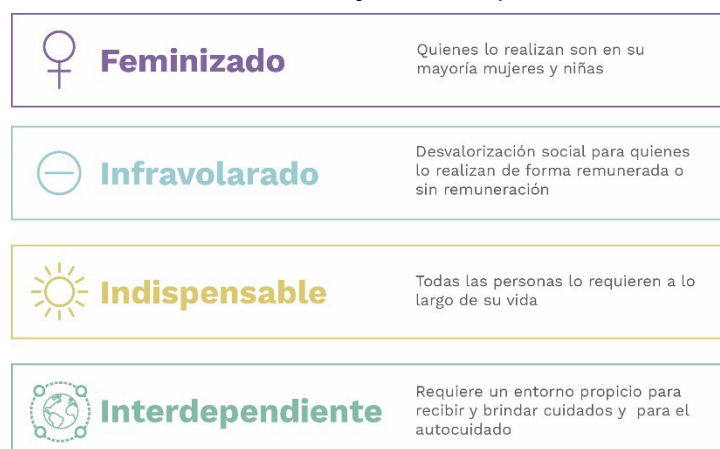 Feminizado
Quienes lo realizan son en su
mayoría mujeres y niñas
Infravolarado
Desvalorización social para quienes
lo realizan de forma remunerada o
sin remuneración
Indispensable
Todas las personas lo requieren a lo
largo de su vida
Interdependiente
Requiere un entorno propicio para
recibir y brindar cuidados y para el
autocuidado